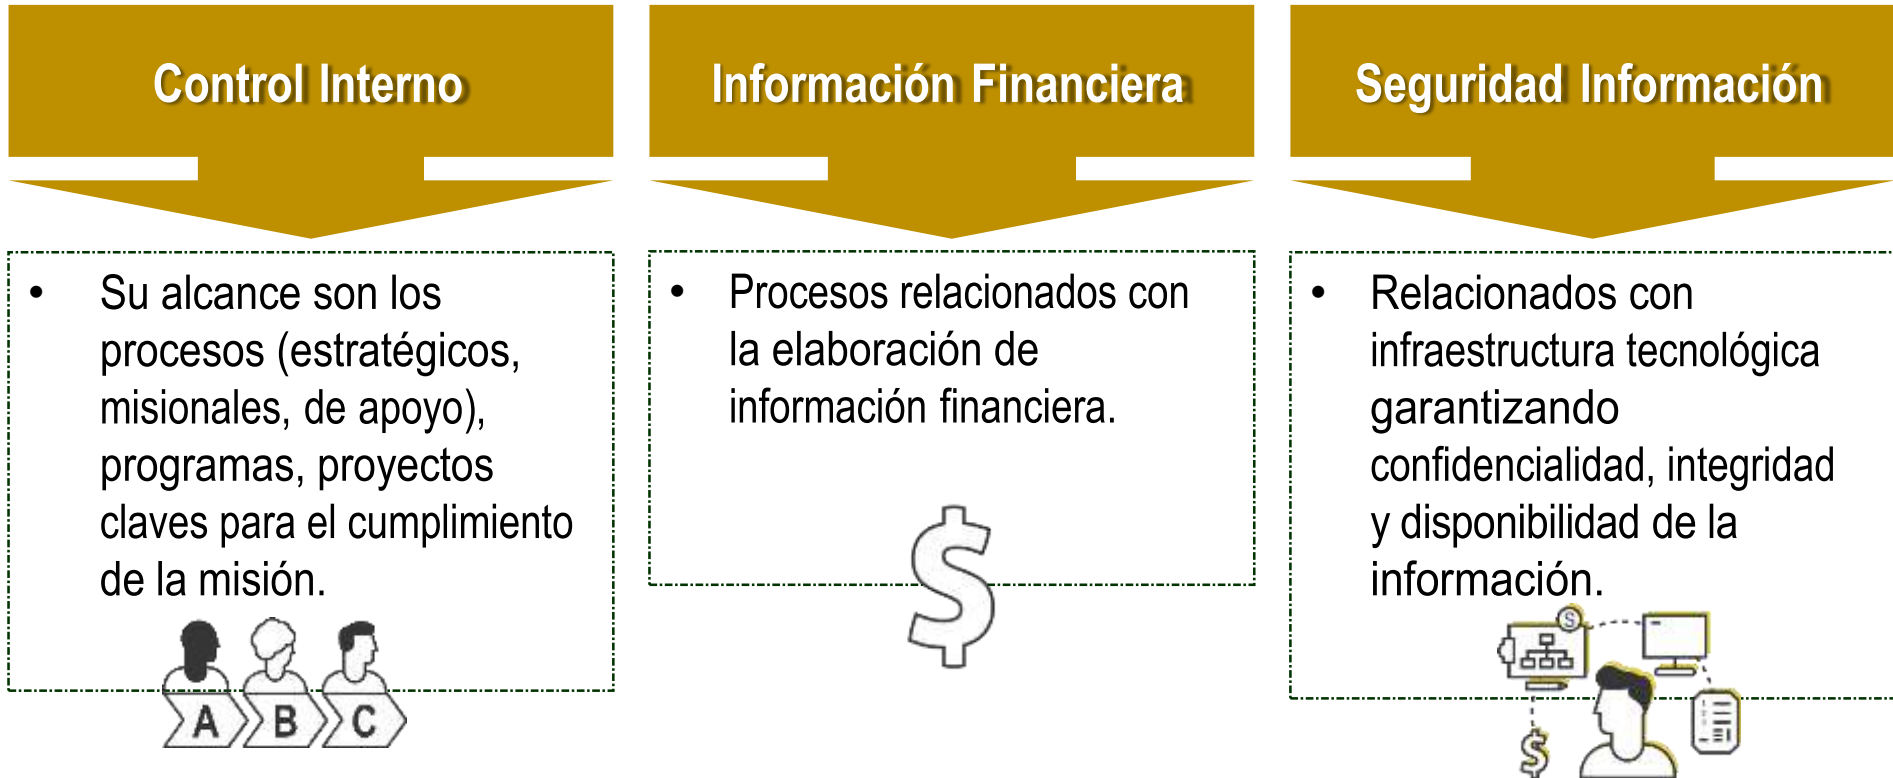 Control Interno
• Su alcance son los
procesos (estratégicos,
misionales, de apoyo),
programas, proyectos
claves para el cumplimiento
de la misión.
A B C
Información Financiera
• Procesos relacionados con
la elaboración de
información financiera.
$
Seguridad Información
• Relacionados con
infraestructura tecnológica
garantizando
confidencialidad, integridad
y disponibilidad de la
información.
$
$